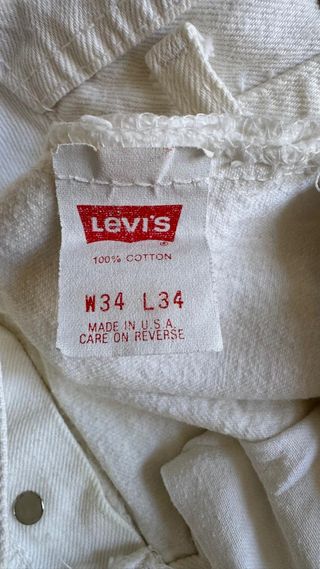 Levi's
®
100% COTTON
W34 L34
MADE IN U.S.A.
CARE ON REVERSE